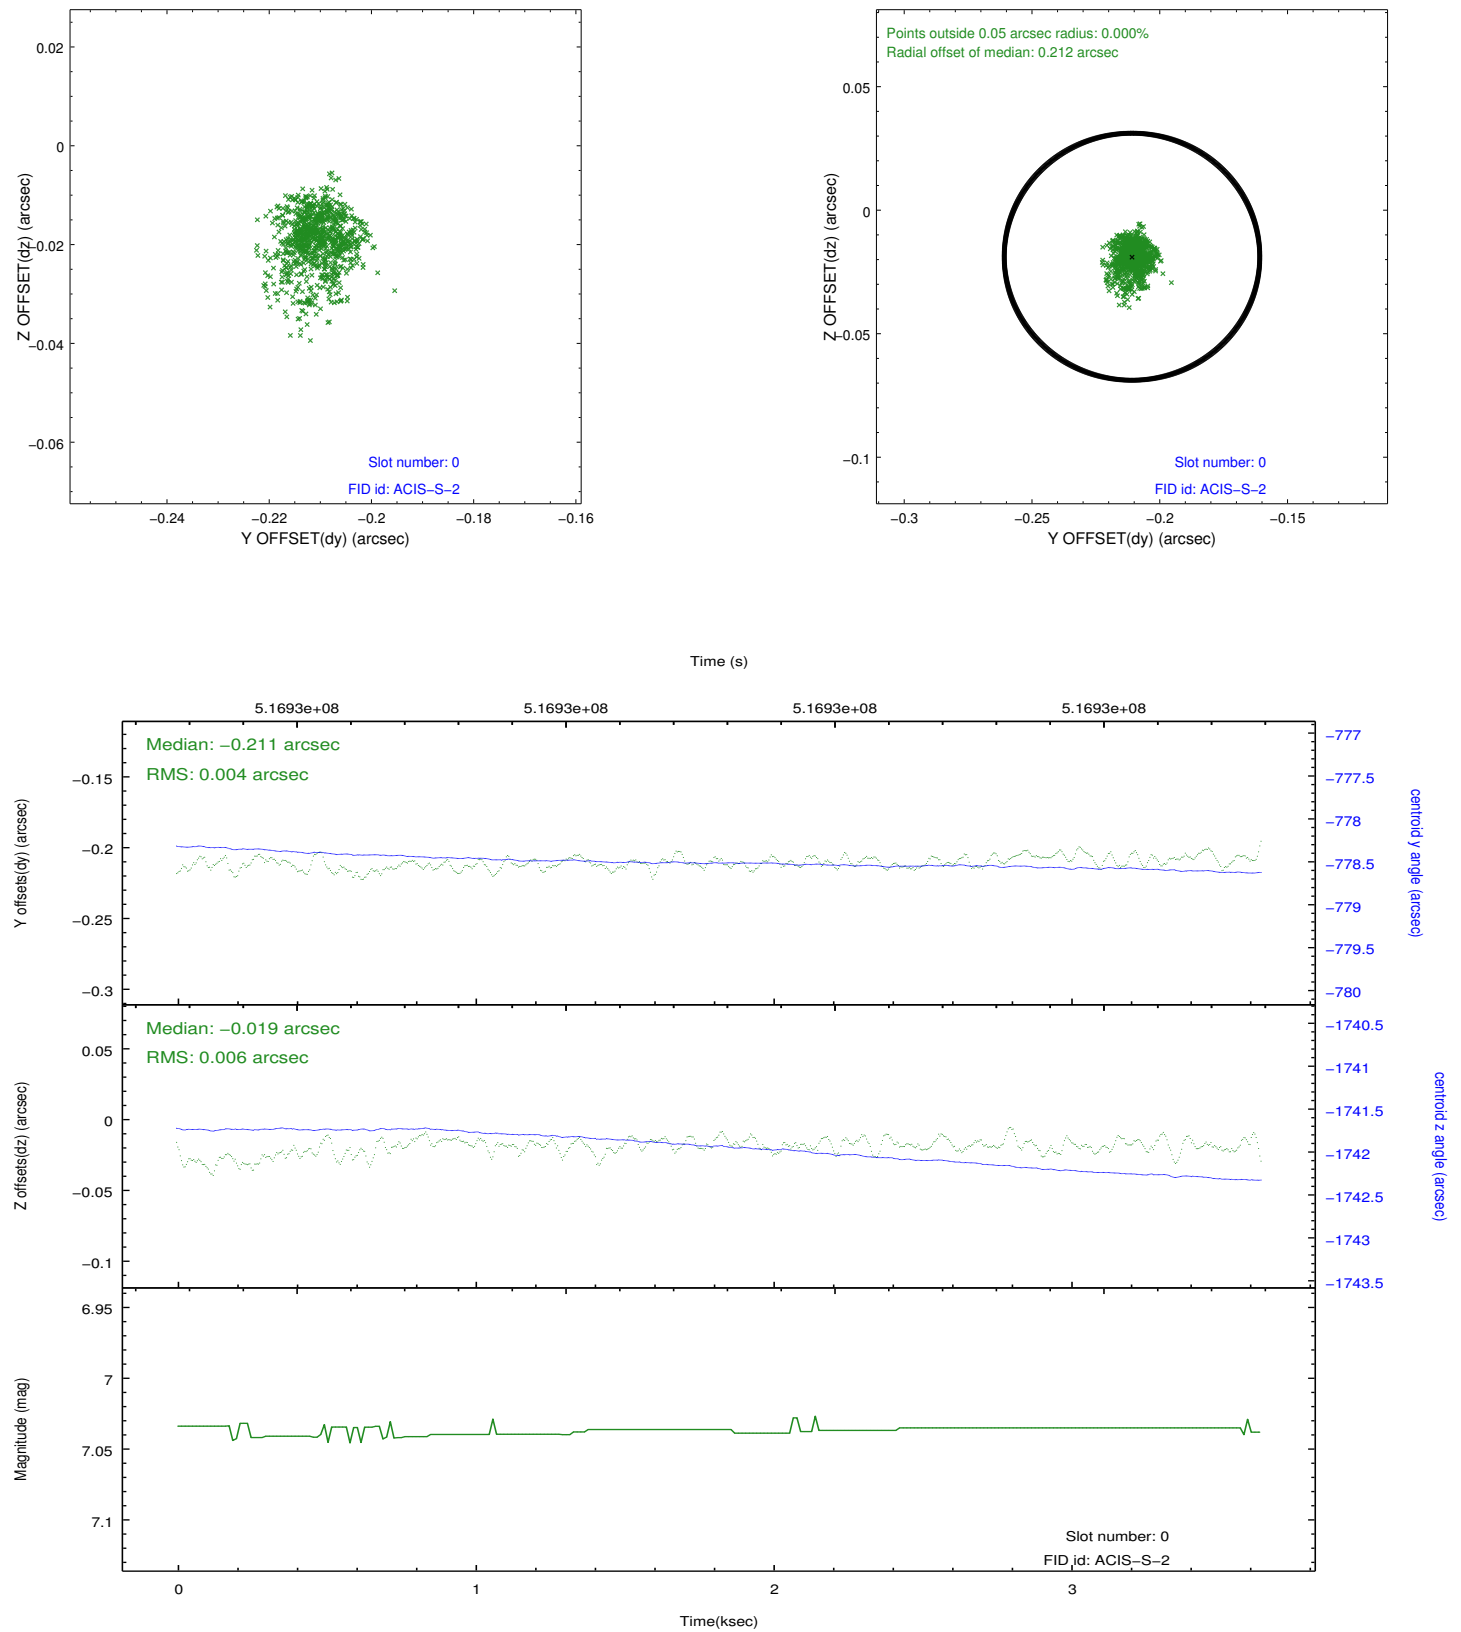 0.02
0
−0.02
−0.04
−0.06
Z OFFSET(dz) (arcsec)
Slot number: 0
FID id: ACIS−S−2
−0.24 −0.22 −0.2 −0.18 −0.16
Y OFFSET(dy) (arcsec)
Points outside 0.05 arcsec radius: 0.000%
Radial offset of median: 0.212 arcsec
0.05
0
−0.05
−0.1
Z OFFSET(dz) (arcsec)
Slot number: 0
FID id: ACIS−S−2
−0.3 −0.25 −0.2 −0.15
Y OFFSET(dy) (arcsec)
Time (s)
5.1693e+08 5.1693e+08 5.1693e+08 5.1693e+08
Median: −0.211 arcsec
RMS: 0.004 arcsec
−0.15
−0.2
−0.25
−0.3
Y offsets(dy) (arcsec)
−777
−777.5
−778
−778.5
−779
−779.5
−780
centroid y angle (arcsec)
Median: −0.019 arcsec
RMS: 0.006 arcsec
0.05
0
−0.05
−0.1
Z offsets(dz) (arcsec)
−1740.5
−1741
−1741.5
−1742
−1742.5
−1743
−1743.5
centroid z angle (arcsec)
6.95
7
7.05
7.1
Magnitude (mag)
Slot number: 0
FID id: ACIS−S−2
0 1 2 3
Time(ksec)